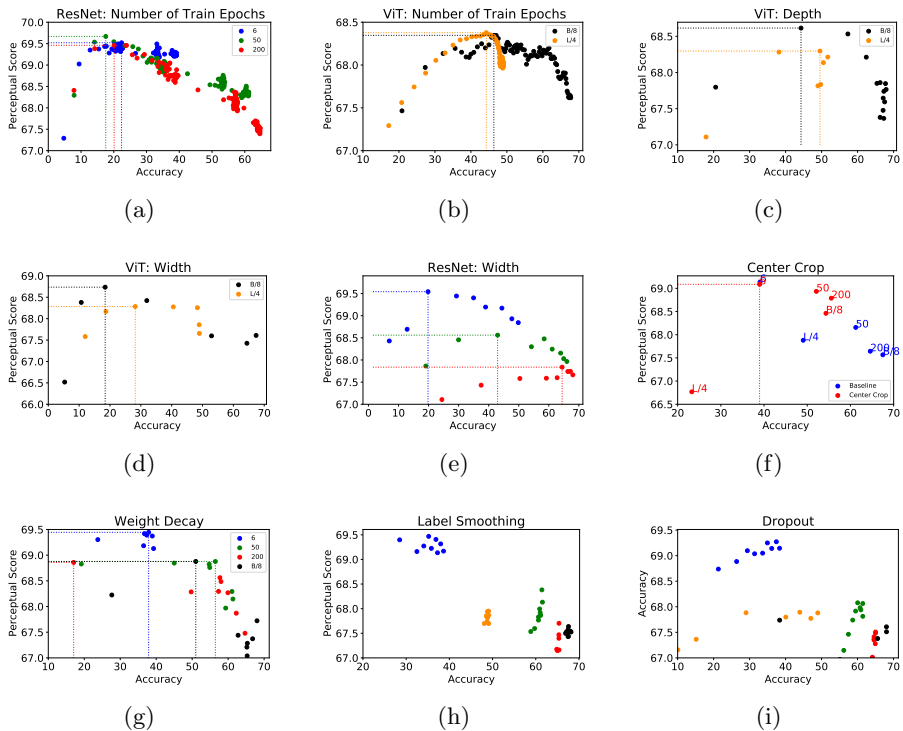 ResNet: Number of Train Epochs
Perceptual Score
70.0
69.5
69.0
68.5
68.0
67.5
67.0
0 10 20 30 40 50 60
Accuracy
6
50
200
(a)
ViT: Number of Train Epochs
Perceptual Score
68.5
68.0
67.5
67.0
10 20 30 40 50 60 70
Accuracy
B/8
L/4
(b)
ViT: Depth
Perceptual Score
68.5
68.0
67.5
67.0
10 20 30 40 50 60 70
Accuracy
B/8
L/4
(c)
ViT: Width
Perceptual Score
69.0
68.5
68.0
67.5
67.0
66.5
66.0
0 10 20 30 40 50 60 70
Accuracy
B/8
L/4
(d)
ResNet: Width
Perceptual Score
69.5
69.0
68.5
68.0
67.5
67.0
0 10 20 30 40 50 60 70
Accuracy
(e)
Center Crop
Perceptual Score
69.0
68.5
68.0
67.5
67.0
66.5
20 30 40 50 60 70
Accuracy
6
50
200
B/8
L/4
50
200
B/8
L/4
Baseline
Center Crop
(f)
Weight Decay
Perceptual Score
69.5
69.0
68.5
68.0
67.5
67.0
10 20 30 40 50 60 70
Accuracy
6
50
200
B/8
(g)
Label Smoothing
Perceptual Score
69.5
69.0
68.5
68.0
67.5
67.0
20 30 40 50 60 70
Accuracy
(h)
Dropout
Accuracy
69.5
69.0
68.5
68.0
67.5
67.0
10 20 30 40 50 60 70
Accuracy
(i)